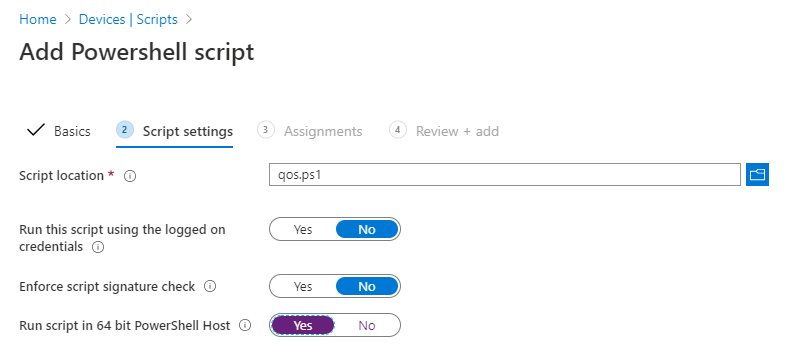 Home > Devices | Scripts >
Add Powershell script
Basics 2 Script settings 3 Assignments 4 Review + add
Script location * qos.ps1
Run this script using the logged on Yes No
credentials
Enforce script signature check Yes No
Run script in 64 bit PowerShell Host Yes No